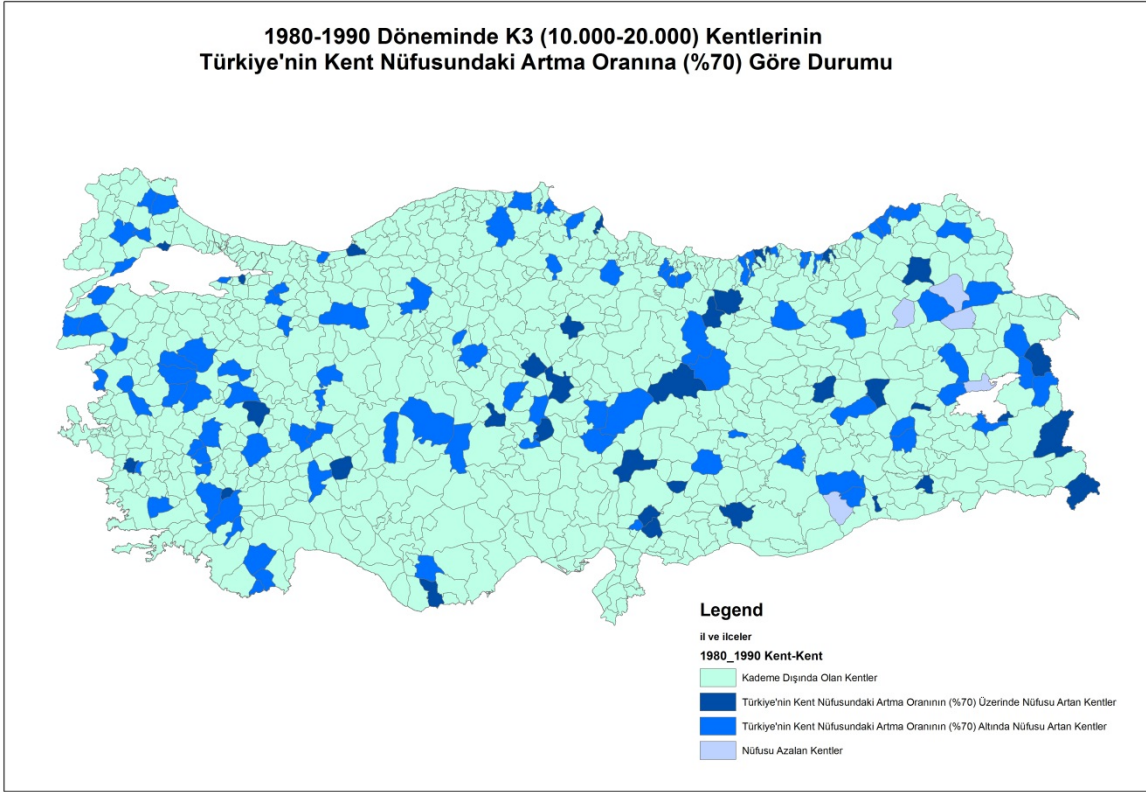 1980-1990 Döneminde K3 (10.000-20.000) Kentlerinin
Türkiye'nin Kent Nüfusundaki Artma Oranına (%70) Göre Durumu
Legend
il ve ilceler
1980_1990 Kent-Kent
Kademe Dışında Olan Kentler
Türkiye'nin Kent Nüfusundaki Artma Oranının (%70) Üzerinde Nüfusu Artan Kentler
Türkiye'nin Kent Nüfusundaki Artma Oranının (%70) Altında Nüfusu Artan Kentler
Nüfusu Azalan Kentler